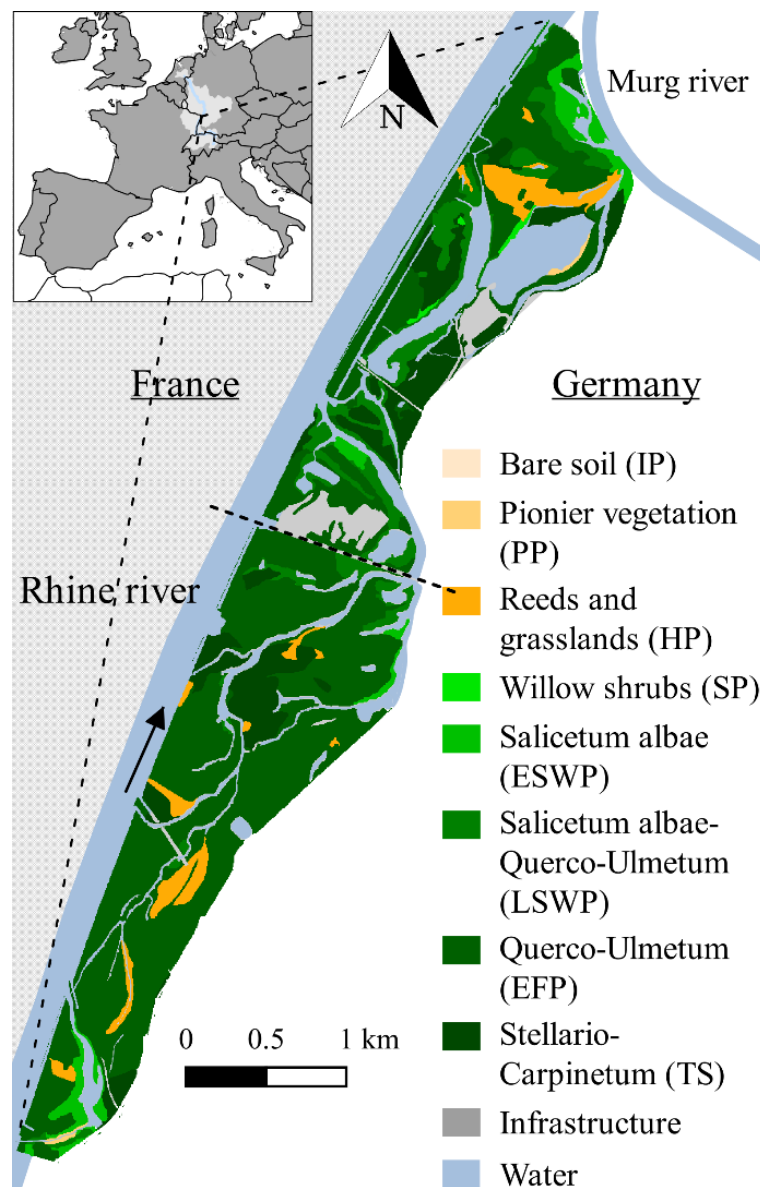 Murg river
N
France
Germany
Bare soil (IP)
Pionier vegetation
(PP)
Rhine river
Reeds and
grasslands (HP)
Willow shrubs (SP)
Salicetum albae
(ESWP)
Salicetum albae-
Querco-Ulmetum
(LSWP)
Querco-Ulmetum
(EFP)
Stellario-
Carpinetum (TS)
Infrastructure
Water
0 0.5 1 km